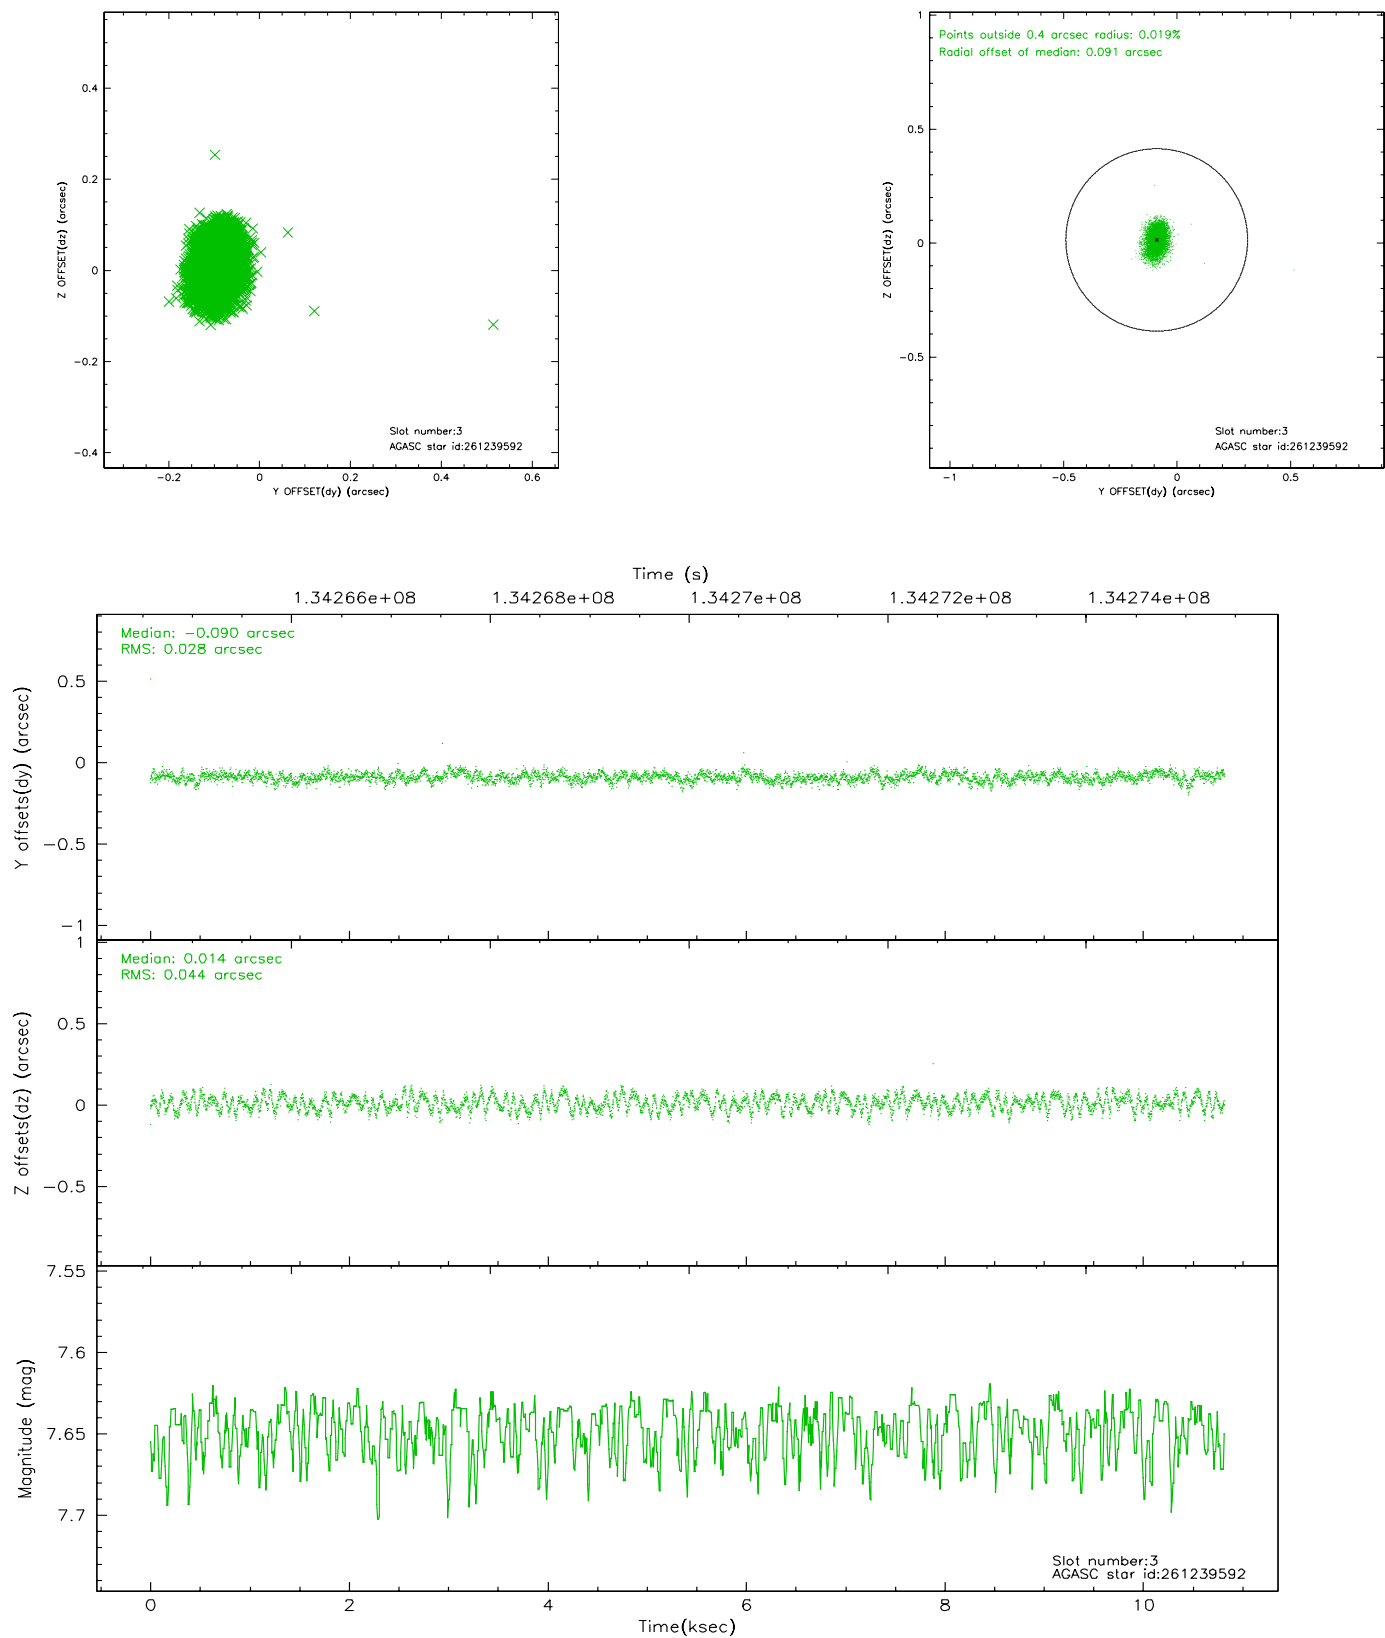 0.4
0.2
0
-0.2
-0.4
Z OFFSET(dz) (arcsec)
Slot number:3
AGASC star id:261239592
-0.2 0 0.2 0.4 0.6
Y OFFSET(dy) (arcsec)
Points outside 0.4 arcsec radius: 0.019%
Radial offset of median: 0.091 arcsec
1
0.5
0
-0.5
Z OFFSET(dz) (arcsec)
Slot number:3
AGASC star id:261239592
-1 -0.5 0 0.5
Y OFFSET(dy) (arcsec)
Time (s)
1.34266e+08 1.34268e+08 1.3427e+08 1.34272e+08 1.34274e+08
Median: -0.090 arcsec
RMS: 0.028 arcsec
0.5
0
-0.5
-1
Y offsets(dy) (arcsec)
Median: 0.014 arcsec
RMS: 0.044 arcsec
1
0.5
0
-0.5
Z offsets(dz) (arcsec)
7.55
7.6
7.65
7.7
Magnitude (mag)
Slot number:3
AGASC star id:261239592
0 2 4 6 8 10
Time(ksec)